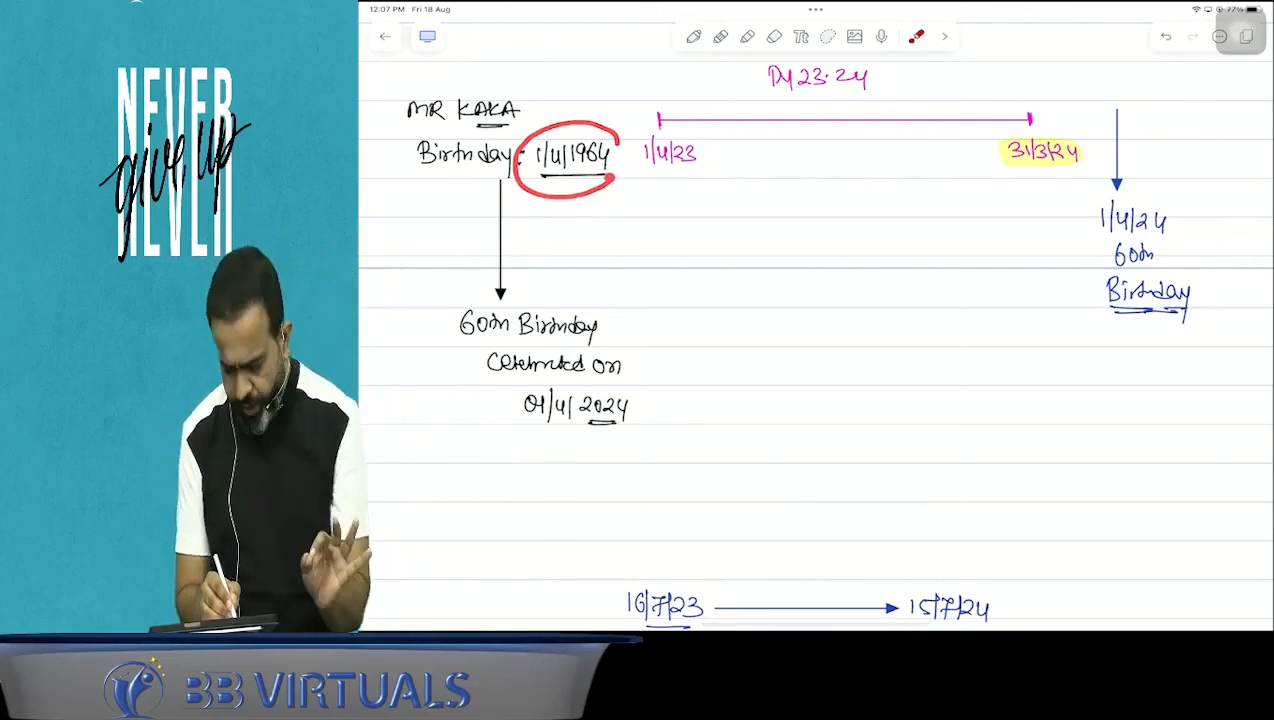 12:07 PM Fri 18 Aug
77%
NEVER
give up
NEVER
PY 23-24
MR KAKA
Birthday: 1/4/1964
1/4/23
31/3/24
1/4/24
60th
Birthday
60th Birthday
Celebrated on
01/4/2024
16/7/23
15/7/24
BB VIRTUALS